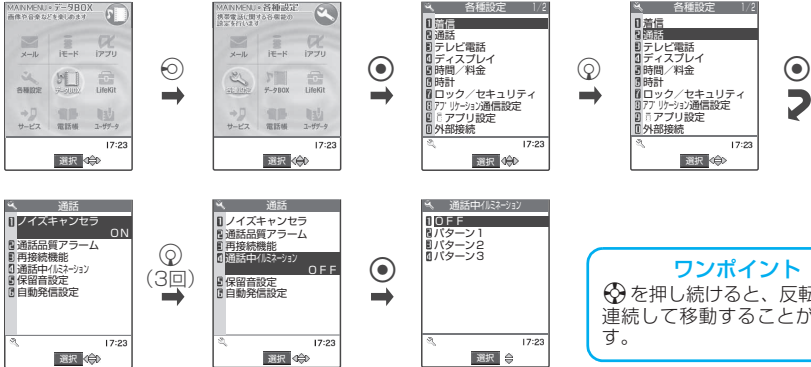 MAINMENU▶データBOX
画像や音楽などを楽しめます
メール iモード iアプリ
各種設定 データBOX LifeKit
サービス 電話帳 ユーザデータ
17:23
選択
MAINMENU▶各種設定
携帯電話に関する各機能の
設定を行います
メール iモード iアプリ
各種設定 データBOX LifeKit
サービス 電話帳 ユーザデータ
17:23
選択
各種設定 1/2
1 着信
2 通話
3 テレビ電話
4 ディスプレイ
5 時間/料金
6 時計
7 ロック/セキュリティ
8 アプリケーション通信設定
9 iアプリ設定
0 外部接続
17:23
選択
各種設定 1/2
1 着信
2 通話
3 テレビ電話
4 ディスプレイ
5 時間/料金
6 時計
7 ロック/セキュリティ
8 アプリケーション通信設定
9 iアプリ設定
0 外部接続
17:23
選択
通話
1 ノイズキャンセラ
ON
2 通話品質アラーム
3 再接続機能
4 通話中イルミネーション
5 保留音設定
6 自動発信設定
17:23
選択
(3回)
通話
1 ノイズキャンセラ
2 通話品質アラーム
3 再接続機能
4 通話中イルミネーション
OFF
5 保留音設定
6 自動発信設定
17:23
選択
通話中イルミネーション
1 OFF
2 パターン1
3 パターン2
4 パターン3
17:23
選択
ワンポイント
を押し続けると、反転
連続して移動することが
す。